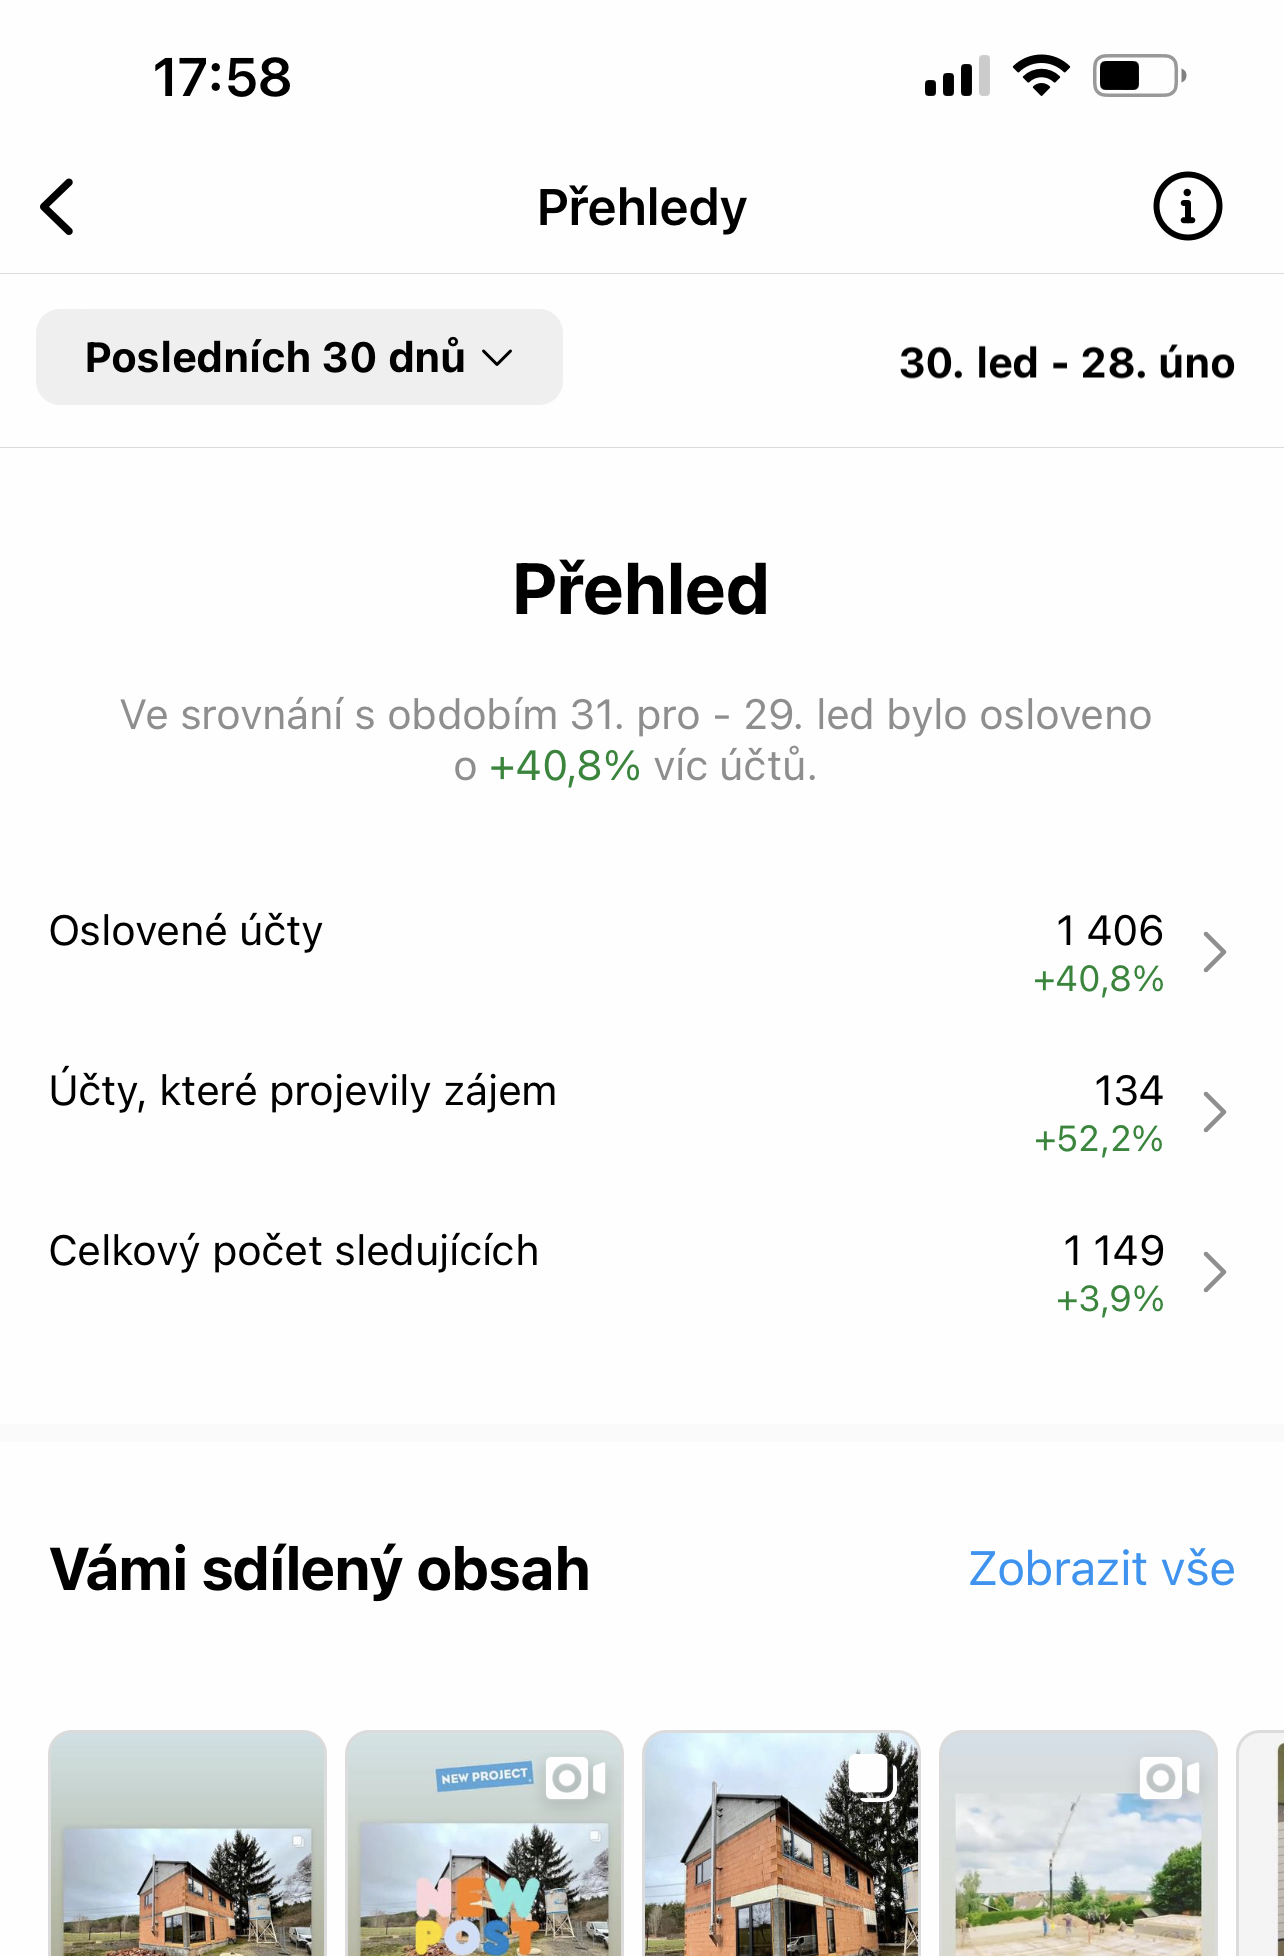 17:58
Přehledy
Posledních 30 dnů
30. led - 28. úno
Přehled
Ve srovnání s obdobím 31. pro - 29. led bylo osloveno
o +40,8% víc účtů.
Oslovené účty
1 406
+40,8%
Účty, které projevily zájem
134
+52,2%
Celkový počet sledujících
1 149
+3,9%
Vámi sdílený obsah
Zobrazit vše
NEW PROJECT
NEW
POST